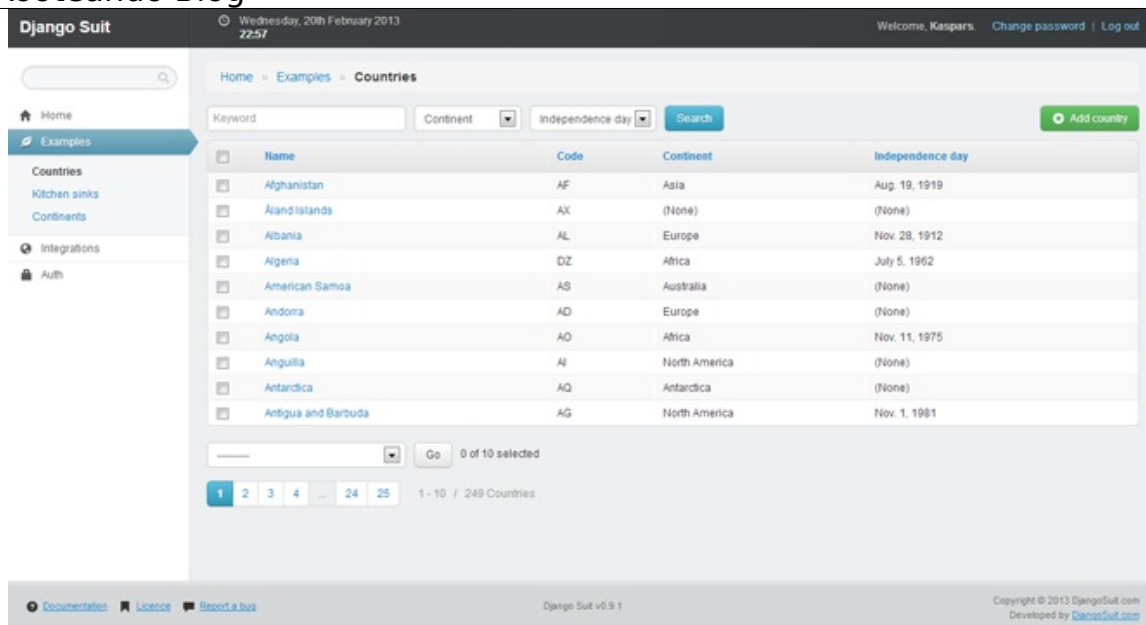 Django Suit
Wednesday, 20th February 2013
22:57
Welcome, Kaspars. Change password | Log out
Home » Examples » Countries
Home
Examples
Countries
Kitchen sinks
Continents
Integrations
Auth
Keyword Continent Independence day Search Add country
Name Code Continent Independence day
Afghanistan AF Asia Aug. 19, 1919
Åland Islands AX (None) (None)
Albania AL Europe Nov. 28, 1912
Algeria DZ Africa July 5, 1962
American Samoa AS Australia (None)
Andorra AD Europe (None)
Angola AO Africa Nov. 11, 1975
Anguilla AI North America (None)
Antarctica AQ Antarctica (None)
Antigua and Barbuda AG North America Nov. 1, 1981
--------- Go 0 of 10 selected
1 2 3 4 ... 24 25 1 - 10 / 249 Countries
Documentation Licence Report a bug
Django Suit v0.9.1
Copyright © 2013 DjangoSuit.com
Developed by DjangoSuit.com